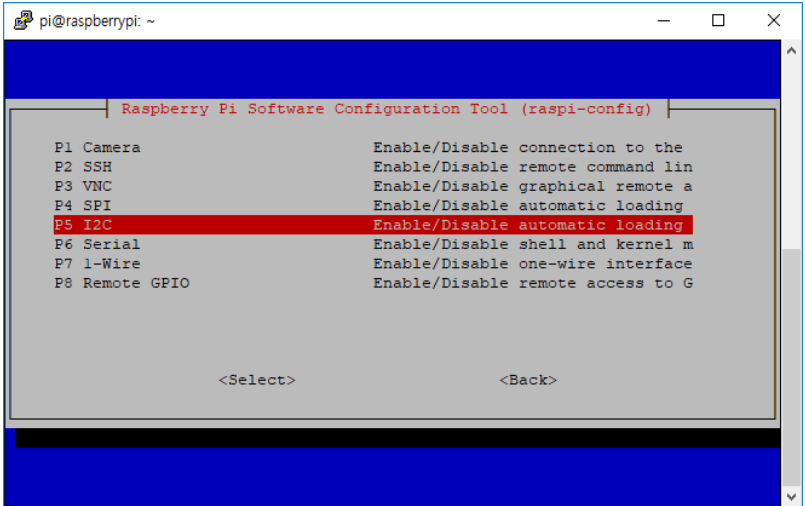 pi@raspberrypi: ~
Raspberry Pi Software Configuration Tool (raspi-config)
P1 Camera Enable/Disable connection to the
P2 SSH Enable/Disable remote command lin
P3 VNC Enable/Disable graphical remote a
P4 SPI Enable/Disable automatic loading
P5 I2C Enable/Disable automatic loading
P6 Serial Enable/Disable shell and kernel m
P7 1-Wire Enable/Disable one-wire interface
P8 Remote GPIO Enable/Disable remote access to G
<Select> <Back>